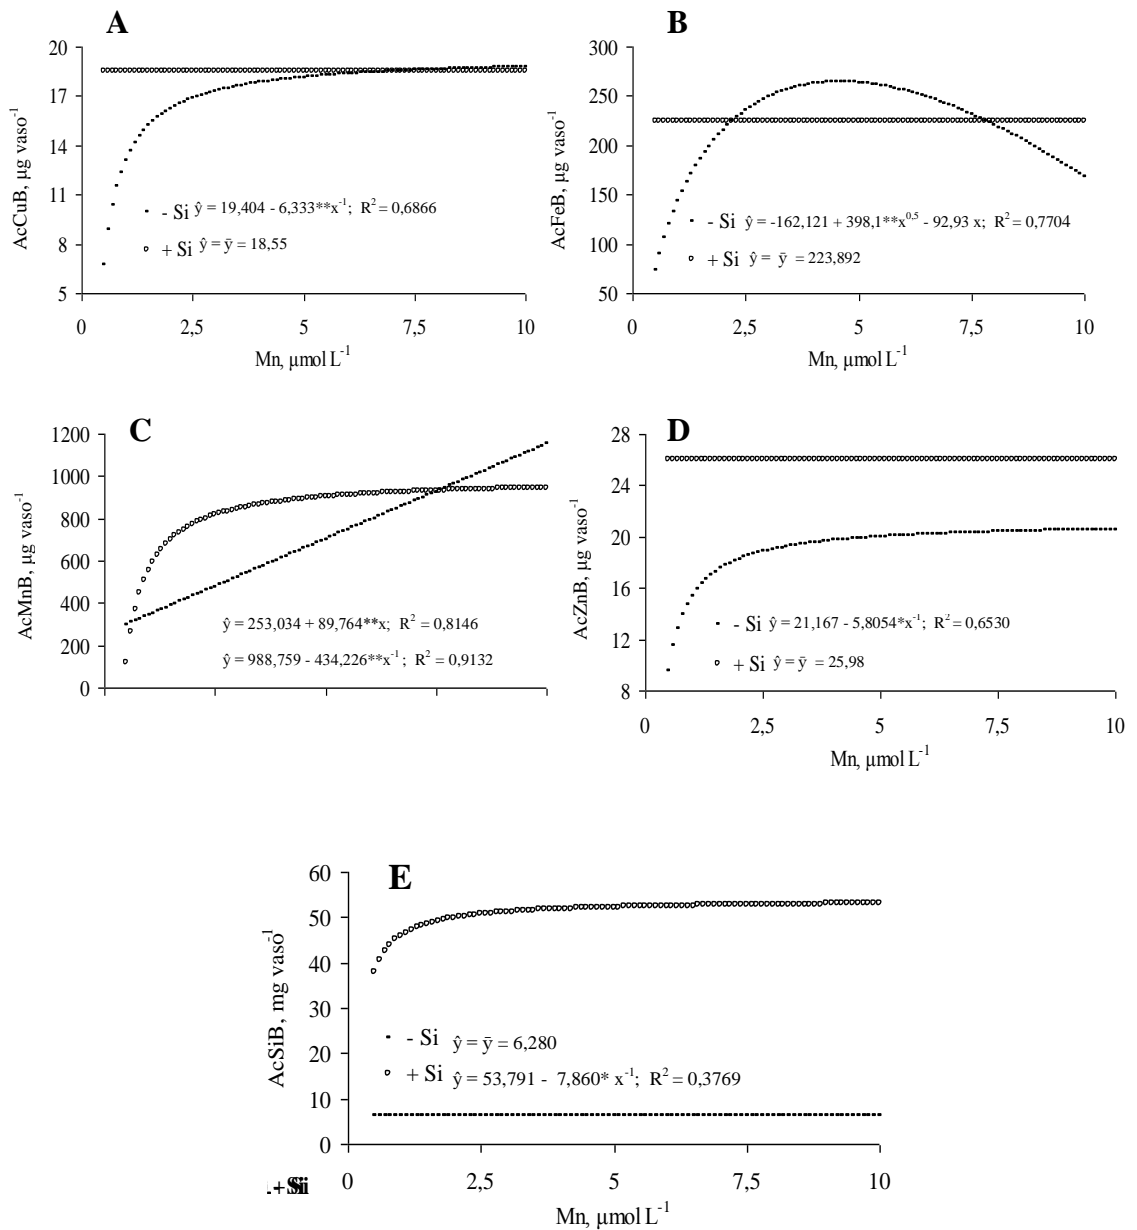 A
20
17
14
11
8
5
AcCuB, µg vaso⁻¹
- Si ŷ = 19,404 - 6,333**x⁻¹; R² = 0,6866
+ Si ŷ = ȳ = 18,55
0 2,5 5 7,5 10
Mn, µmol L⁻¹
B
300
250
200
150
100
50
AcFeB, µg vaso⁻¹
- Si ŷ = -162,121 + 398,1**x⁰,⁵ - 92,93 x; R² = 0,7704
+ Si ŷ = ȳ = 223,892
0 2,5 5 7,5 10
Mn, µmol L⁻¹
C
1200
1000
800
600
400
200
0
AcMnB, µg vaso⁻¹
ŷ = 253,034 + 89,764**x; R² = 0,8146
ŷ = 988,759 - 434,226**x⁻¹; R² = 0,9132
D
28
24
20
16
12
8
AcZnB, µg vaso⁻¹
- Si ŷ = 21,167 - 5,8054*x⁻¹; R² = 0,6530
+ Si ŷ = ȳ = 25,98
0 2,5 5 7,5 10
Mn, µmol L⁻¹
E
60
50
40
30
20
10
0
AcSiB, mg vaso⁻¹
- Si ŷ = ȳ = 6,280
+ Si ŷ = 53,791 - 7,860* x⁻¹; R² = 0,3769
0 2,5 5 7,5 10
Mn, µmol L⁻¹